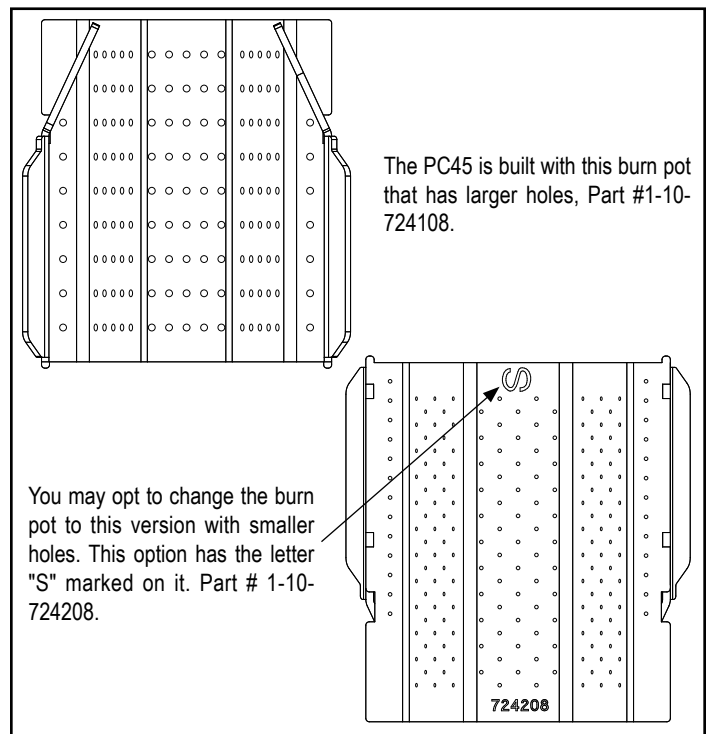 The PC45 is built with this burn pot
that has larger holes, Part #1-10-
724108.
S
You may opt to change the burn
pot to this version with smaller
holes. This option has the letter
"S" marked on it. Part # 1-10-
724208.
724208